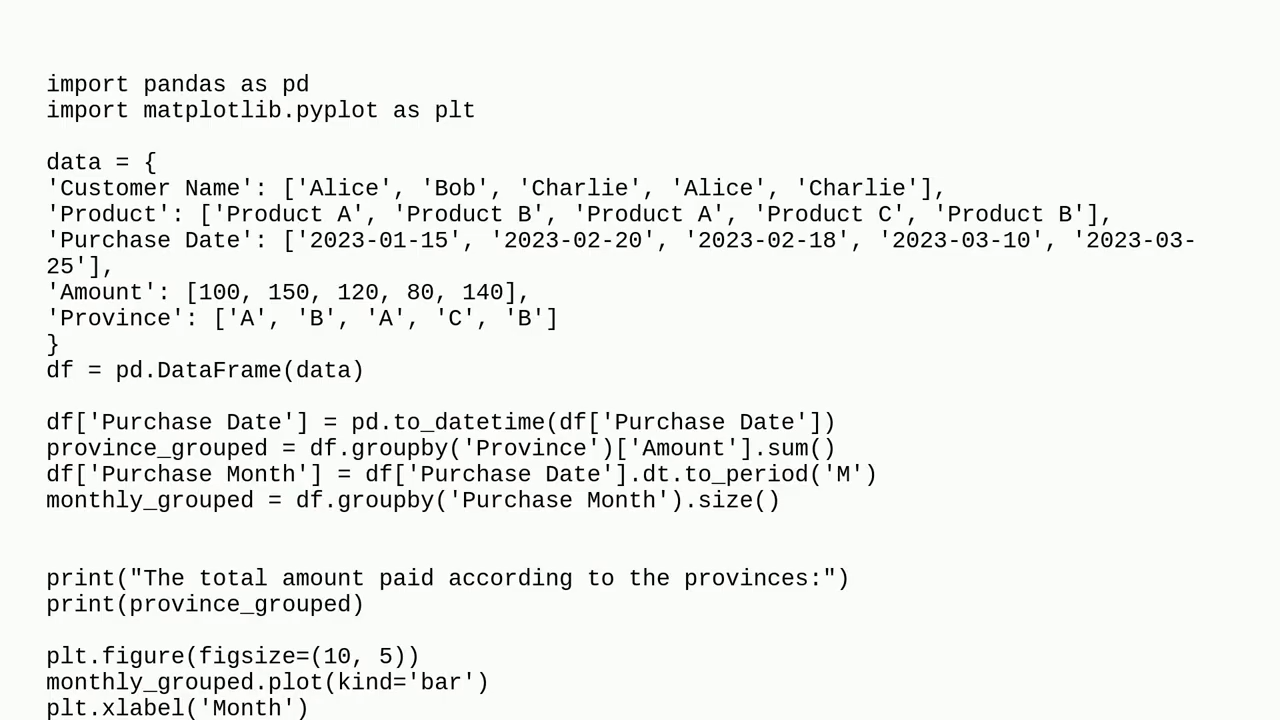 import pandas as pd
import matplotlib.pyplot as plt
data = {
'Customer Name': ['Alice', 'Bob', 'Charlie', 'Alice', 'Charlie'],
'Product': ['Product A', 'Product B', 'Product A', 'Product C', 'Product B'],
'Purchase Date': ['2023-01-15', '2023-02-20', '2023-02-18', '2023-03-10', '2023-03-
25'],
'Amount': [100, 150, 120, 80, 140],
'Province': ['A', 'B', 'A', 'C', 'B']
}
df = pd.DataFrame(data)
df['Purchase Date'] = pd.to_datetime(df['Purchase Date'])
province_grouped = df.groupby('Province')['Amount'].sum()
df['Purchase Month'] = df['Purchase Date'].dt.to_period('M')
monthly_grouped = df.groupby('Purchase Month').size()
print("The total amount paid according to the provinces:")
print(province_grouped)
plt.figure(figsize=(10, 5))
monthly_grouped.plot(kind='bar')
plt.xlabel('Month')